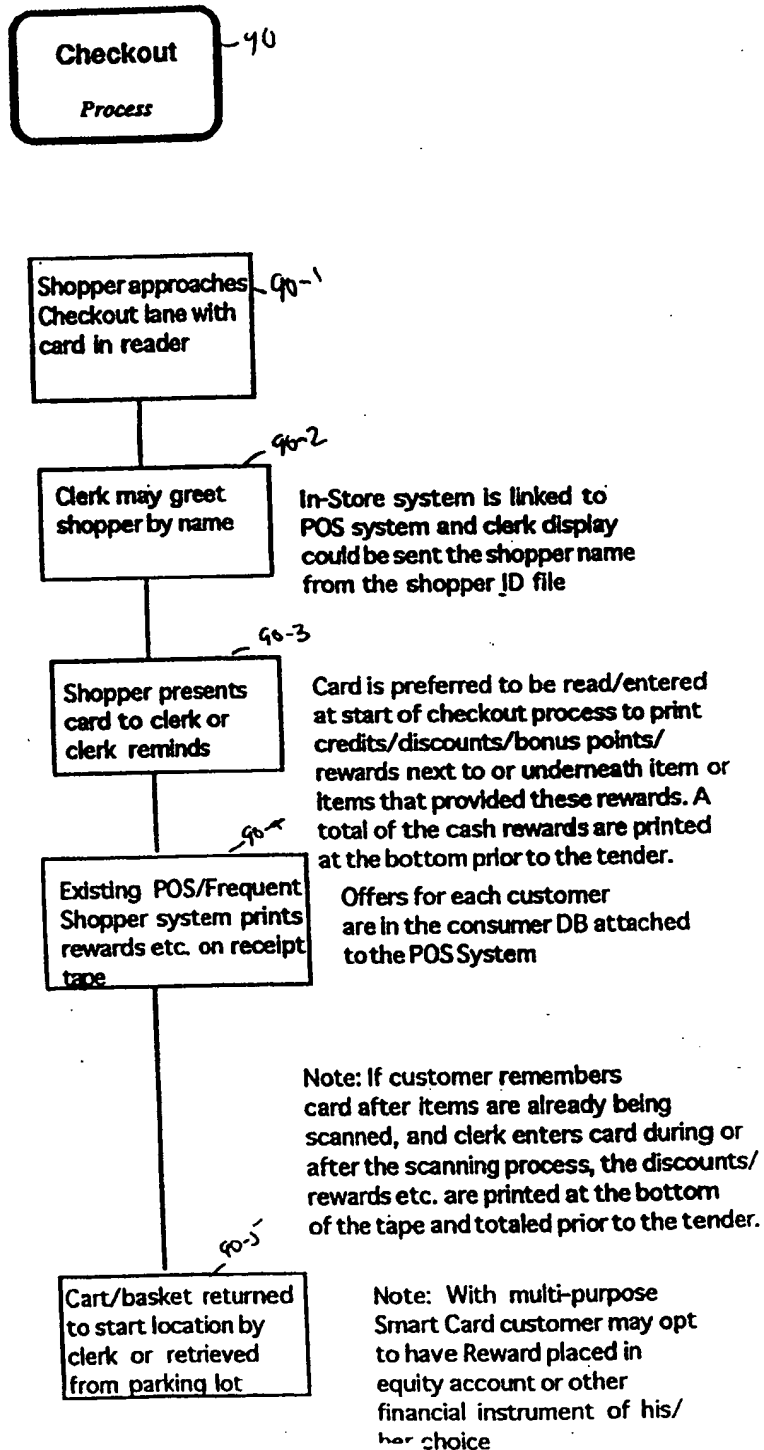 Checkout
90
Process
Shopper approaches
Checkout lane with
card in reader
90-1
90-2
Clerk may greet
shopper by name
In-Store system is linked to
POS system and clerk display
could be sent the shopper name
from the shopper ID file
90-3
Shopper presents
card to clerk or
clerk reminds
Card is preferred to be read/entered
at start of checkout process to print
credits/discounts/bonus points/
rewards next to or underneath item or
items that provided these rewards. A
total of the cash rewards are printed
at the bottom prior to the tender.
90-4
Existing POS/Frequent
Shopper system prints
rewards etc. on receipt
tape
Offers for each customer
are in the consumer DB attached
to the POS System
Note: If customer remembers
card after items are already being
scanned, and clerk enters card during or
after the scanning process, the discounts/
rewards etc. are printed at the bottom
of the tape and totaled prior to the tender.
90-5
Cart/basket returned
to start location by
clerk or retrieved
from parking lot
Note: With multi-purpose
Smart Card customer may opt
to have Reward placed in
equity account or other
financial instrument of his/
her choice